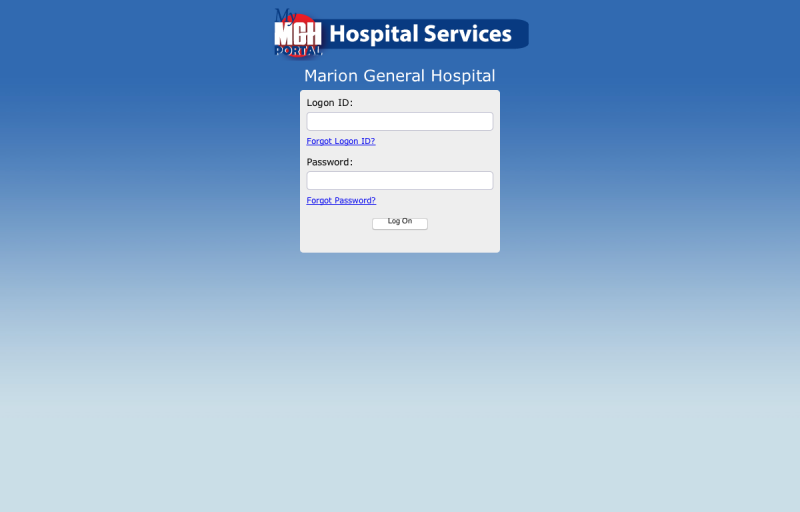 My
MGH
PORTAL
Hospital Services
Marion General Hospital
Logon ID:
Forgot Logon ID?
Password:
Forgot Password?
Log On